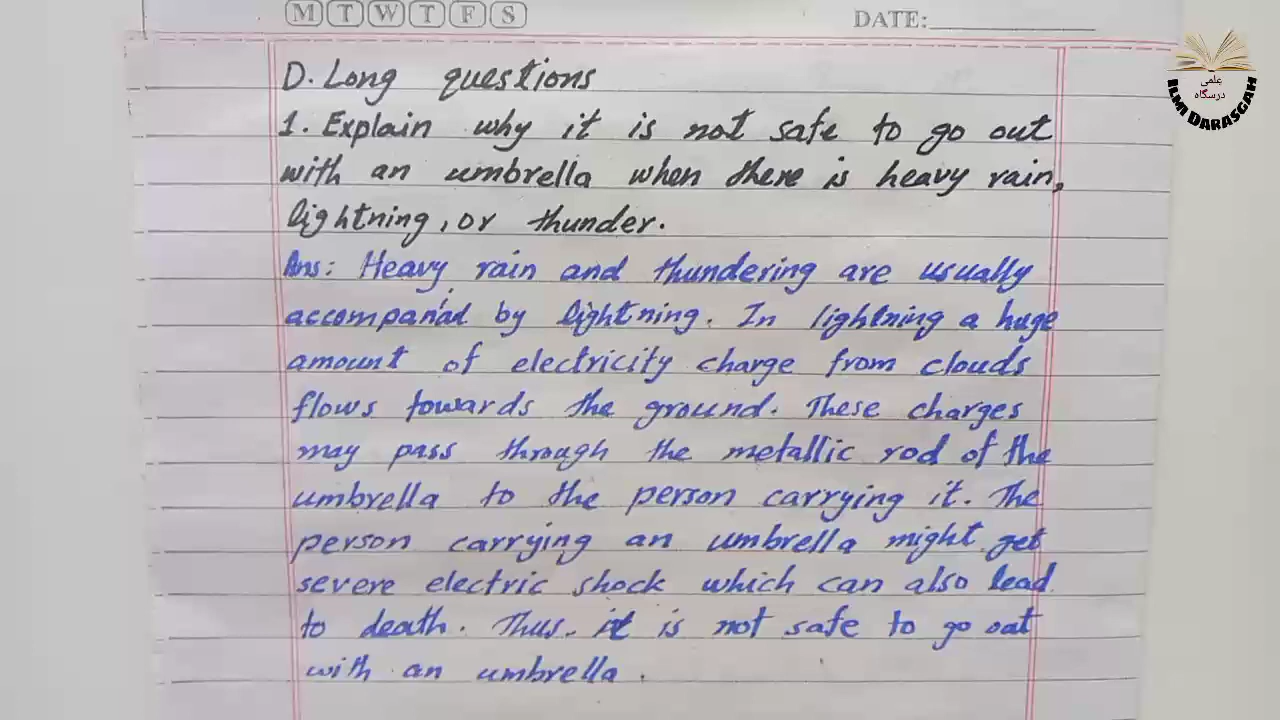 M T W T F S
DATE:
علمی
درسگاہ
ILMI DARASGAH
D. Long questions
1. Explain why it is not safe to go out
with an umbrella when there is heavy rain,
lightning, or thunder.
Ans: Heavy rain and thundering are usually
accompanied by lightning. In lightning a huge
amount of electricity charge from clouds
flows towards the ground. These charges
may pass through the metallic rod of the
umbrella to the person carrying it. The
person carrying an umbrella might get
severe electric shock which can also lead
to death. Thus. it is not safe to go out
with an umbrella.